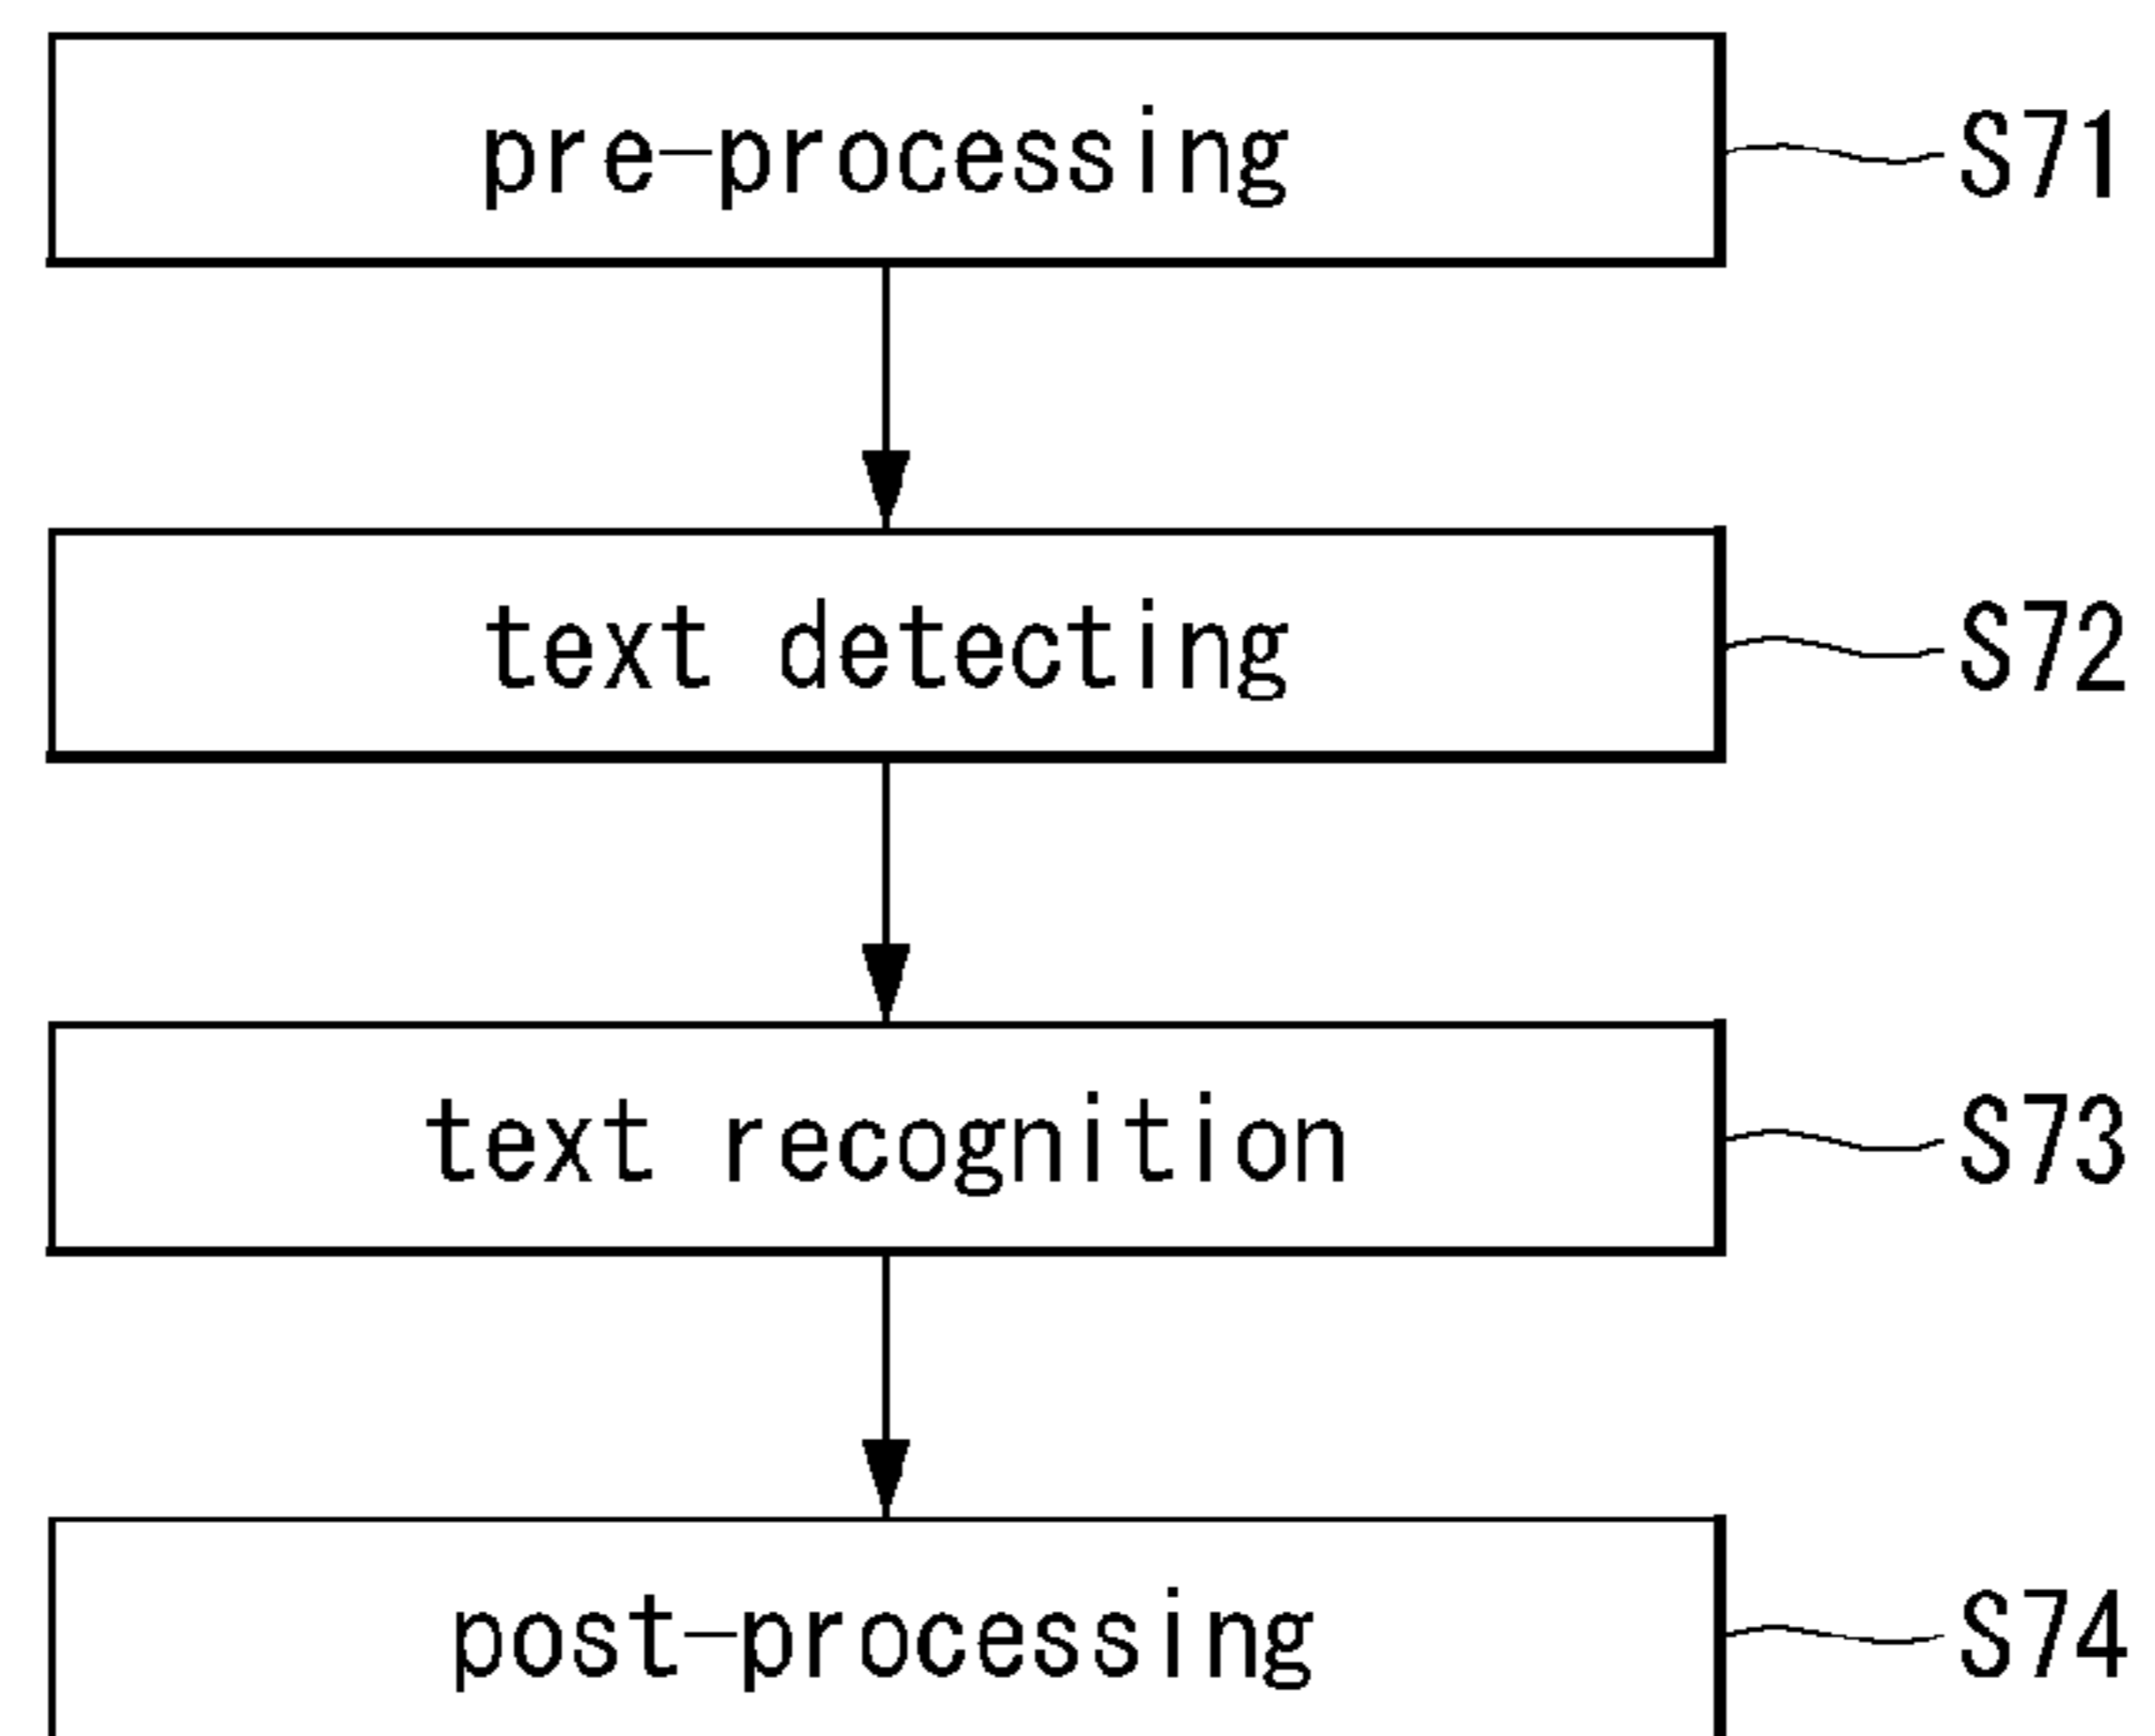 pre-processing S71
text detecting S72
text recognition S73
post-processing S74